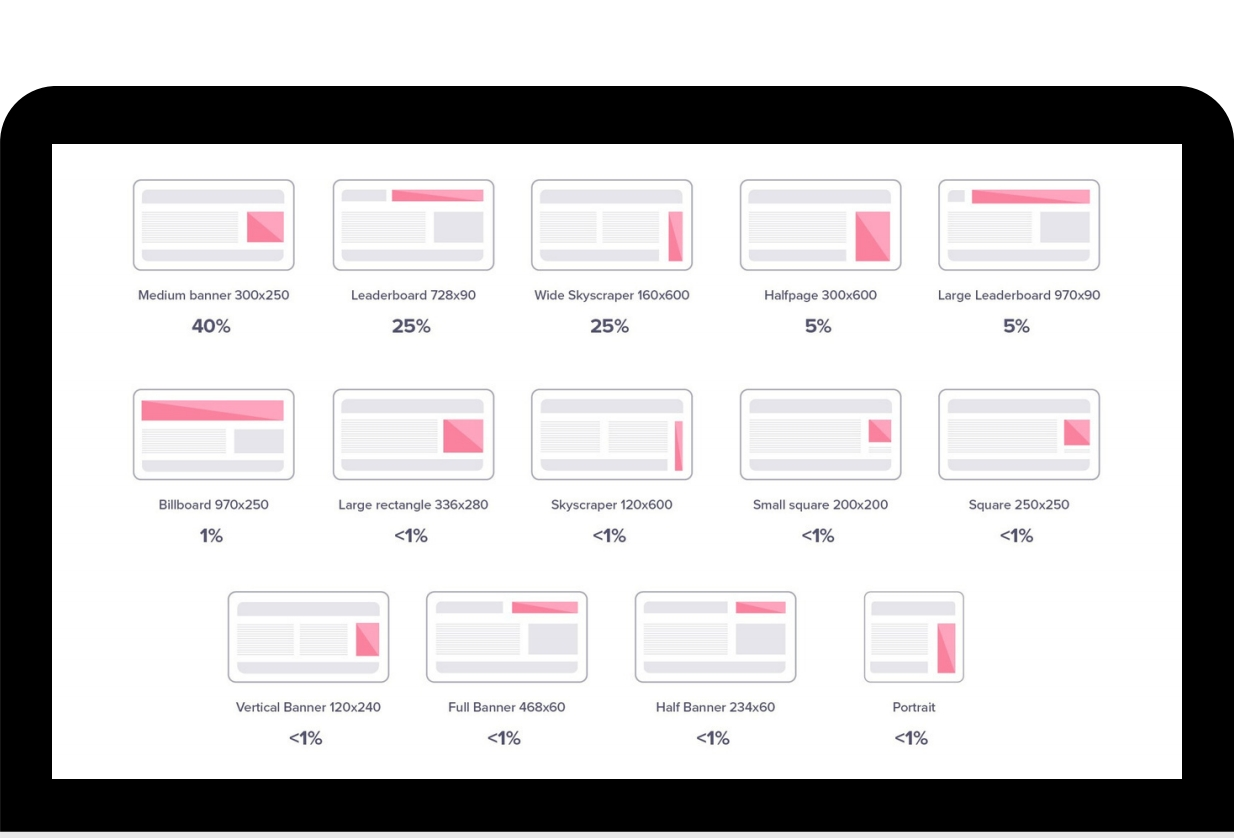 Medium banner 300x250
Leaderboard 728x90
Wide Skyscraper 160x600
Halfpage 300x600
Large Leaderboard 970x90
40%
25%
25%
5%
5%
Billboard 970x250
Large rectangle 336x280
Skyscraper 120x600
Small square 200x200
Square 250x250
1%
<1%
<1%
<1%
<1%
Vertical Banner 120x240
Full Banner 468x60
Half Banner 234x60
Portrait
<1%
<1%
<1%
<1%